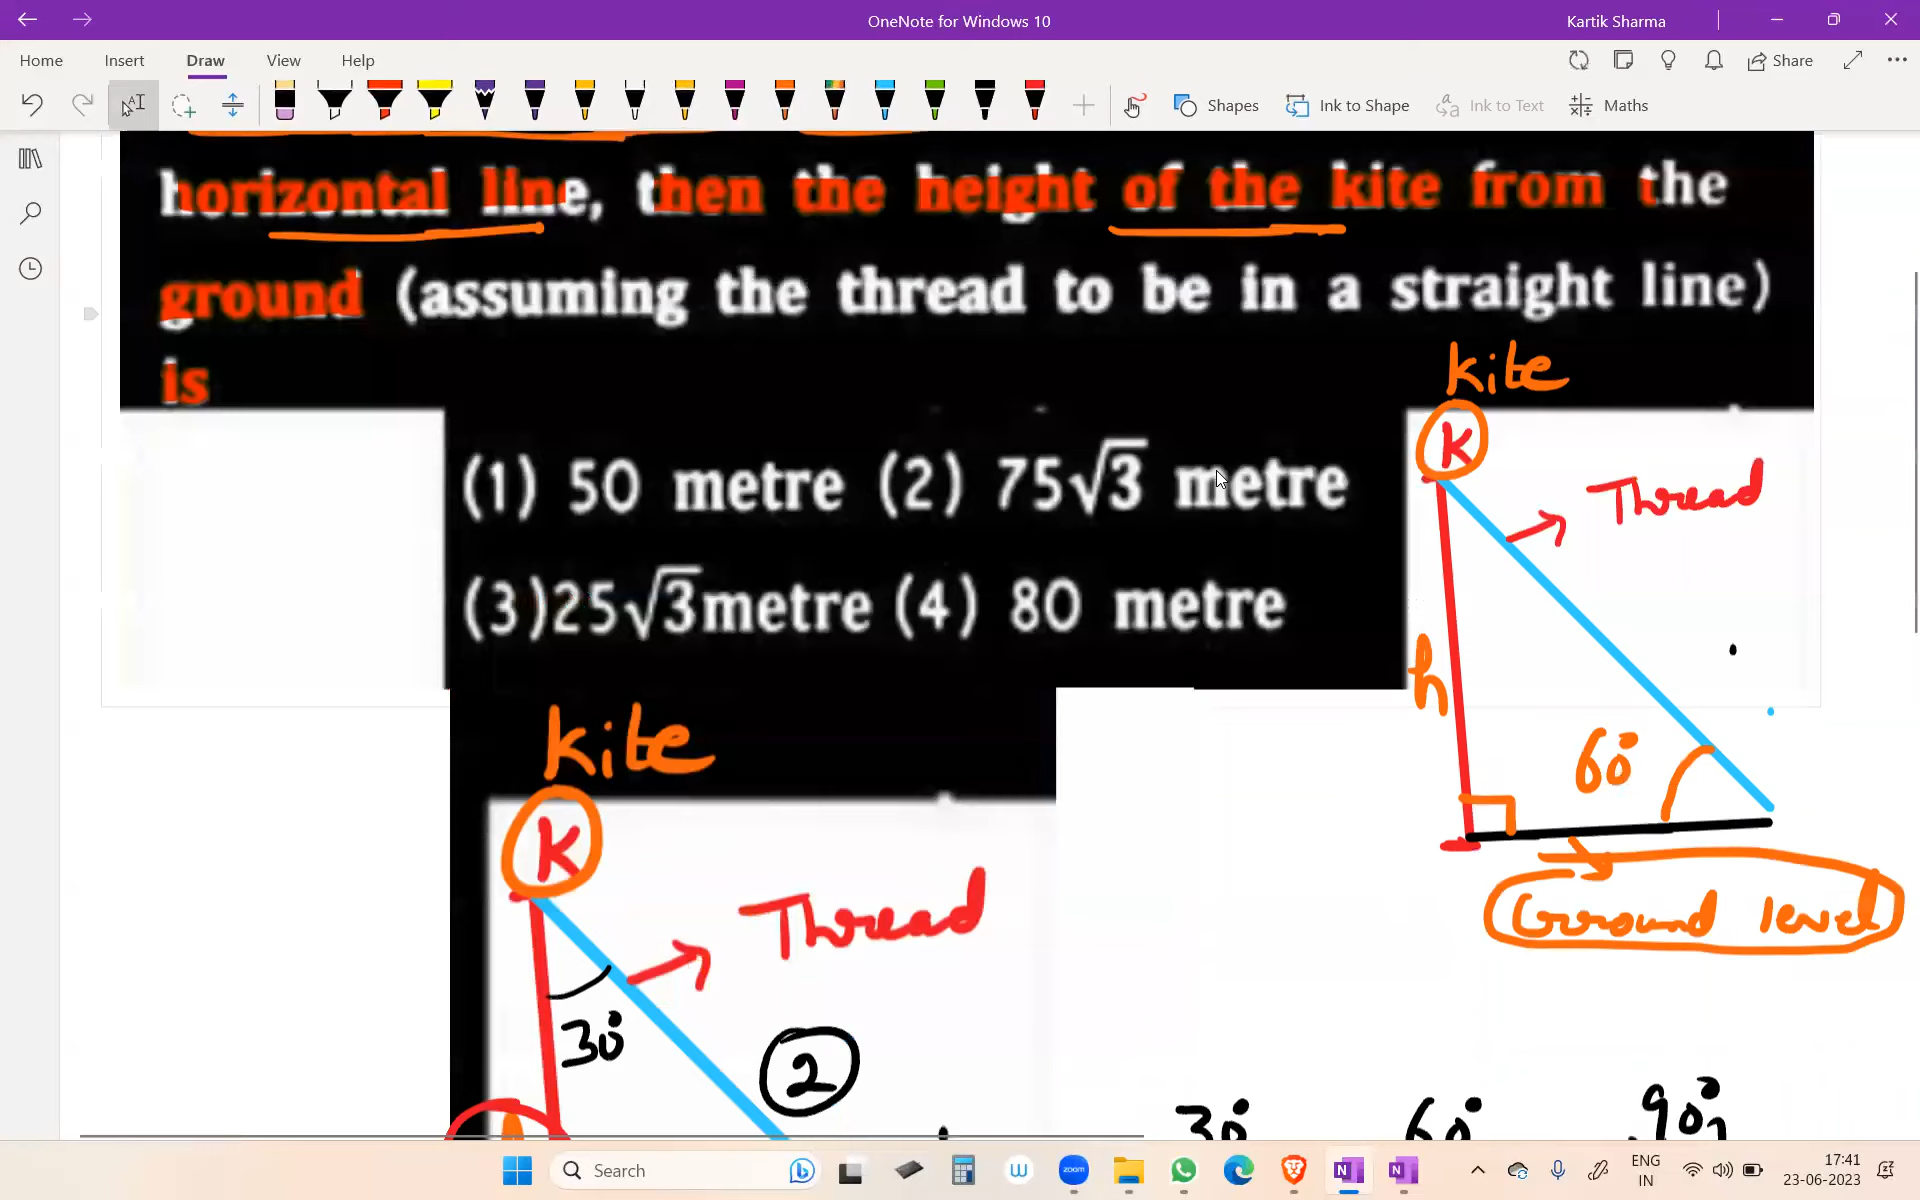 OneNote for Windows 10
Kartik Sharma
Home Insert Draw View Help
Share
Shapes Ink to Shape Ink to Text Maths
horizontal line, then the height of the kite from the
ground (assuming the thread to be in a straight line)
is
kite
K
Thread
(1) 50 metre (2) 75√3 metre
(3)25√3metre (4) 80 metre
h
60°
Ground level
kite
K
Thread
30°
2
30° 60° 90°
Search
zoom
ENG
IN
17:41
23-06-2023